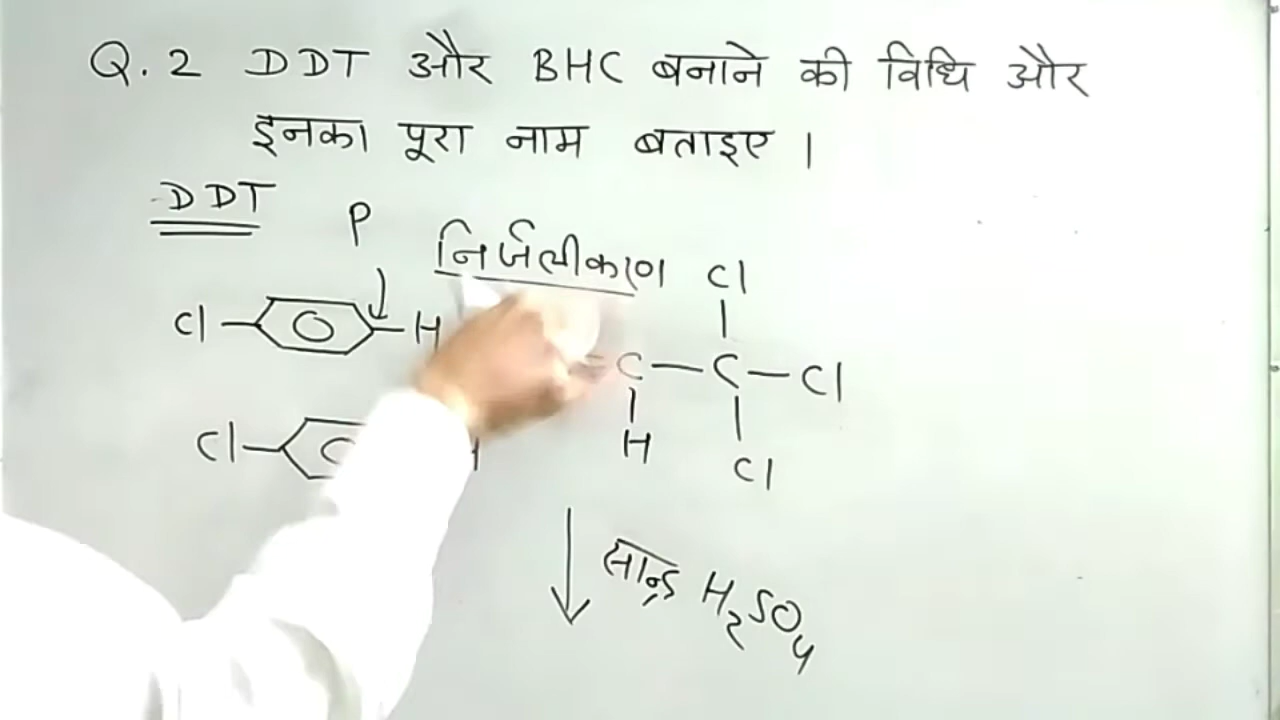 Q.2 DDT और BHC बनाने की विधि और
इनका पूरा नाम बताइए।
DDT
P
निर्जलीकरण
Cl
Cl
H
C
C
Cl
H
Cl
Cl
सान्द्र H₂SO₄